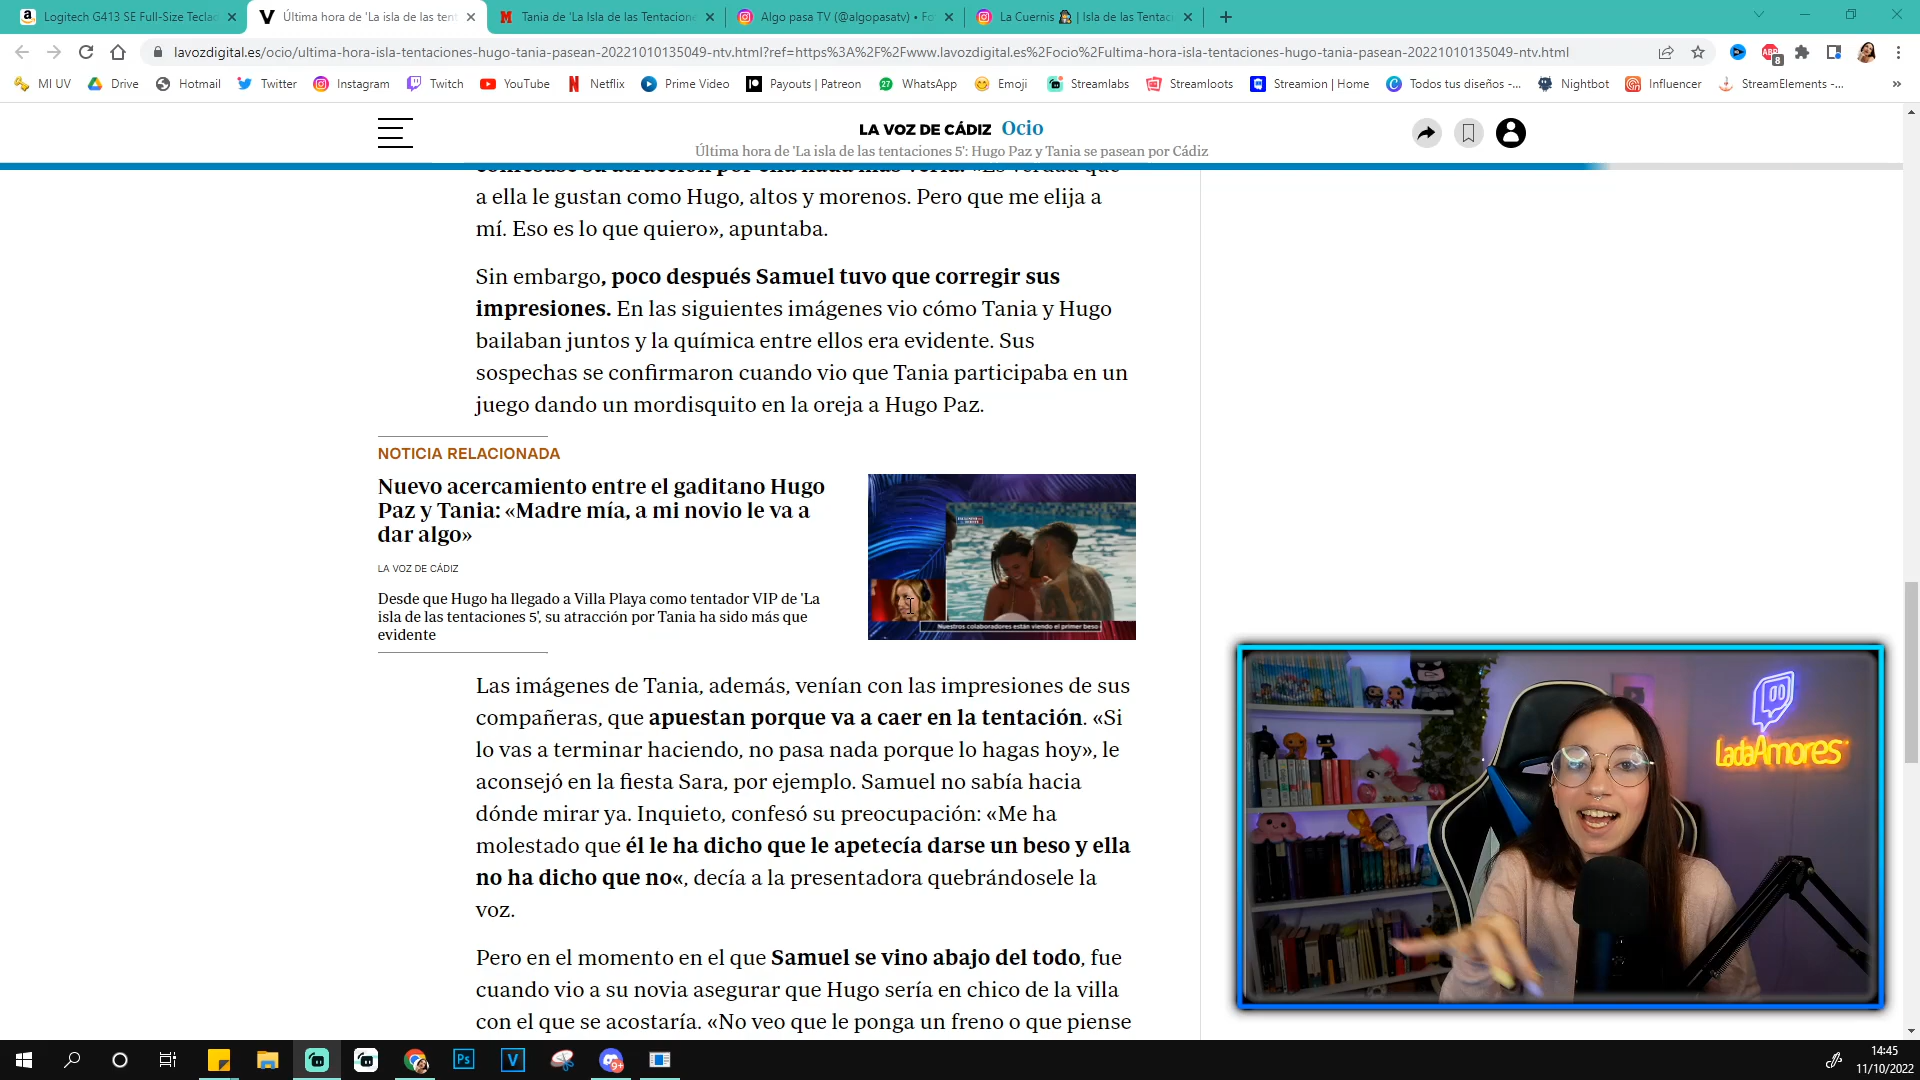 Logitech G413 SE Full-Size Teclac
Última hora de 'La isla de las tent
Tania de 'La Isla de las Tentacione
Algo pasa TV (@algopasatv) • Fo
La Cuernis | Isla de las Tentac
lavozdigital.es/ocio/ultima-hora-isla-tentaciones-hugo-tania-pasean-20221010135049-ntv.html?ref=https%3A%2F%2Fwww.lavozdigital.es%2Focio%2Fultima-hora-isla-tentaciones-hugo-tania-pasean-20221010135049-ntv.html
MI UV Drive Hotmail Twitter Instagram Twitch YouTube Netflix Prime Video Payouts | Patreon WhatsApp Emoji Streamlabs Streamloots Streamion | Home Todos tus diseños -... Nightbot Influencer StreamElements -... »
LA VOZ DE CÁDIZ Ocio
Última hora de 'La isla de las tentaciones 5': Hugo Paz y Tania se pasean por Cádiz
a ella le gustan como Hugo, altos y morenos. Pero que me elija a
mí. Eso es lo que quiero», apuntaba.
Sin embargo, poco después Samuel tuvo que corregir sus
impresiones. En las siguientes imágenes vio cómo Tania y Hugo
bailaban juntos y la química entre ellos era evidente. Sus
sospechas se confirmaron cuando vio que Tania participaba en un
juego dando un mordisquito en la oreja a Hugo Paz.
NOTICIA RELACIONADA
Nuevo acercamiento entre el gaditano Hugo
Paz y Tania: «Madre mía, a mi novio le va a
dar algo»
LA VOZ DE CÁDIZ
Desde que Hugo ha llegado a Villa Playa como tentador VIP de 'La
isla de las tentaciones 5', su atracción por Tania ha sido más que
evidente
Nuestros colaboradores están viendo el primer beso
Las imágenes de Tania, además, venían con las impresiones de sus
compañeras, que apuestan porque va a caer en la tentación. «Si
lo vas a terminar haciendo, no pasa nada porque lo hagas hoy», le
aconsejó en la fiesta Sara, por ejemplo. Samuel no sabía hacia
dónde mirar ya. Inquieto, confesó su preocupación: «Me ha
molestado que él le ha dicho que le apetecía darse un beso y ella
no ha dicho que no«, decía a la presentadora quebrándosele la
voz.
Pero en el momento en el que Samuel se vino abajo del todo, fue
cuando vio a su novia asegurar que Hugo sería en chico de la villa
con el que se acostaría. «No veo que le ponga un freno o que piense
LadaAmores
14:45
11/10/2022